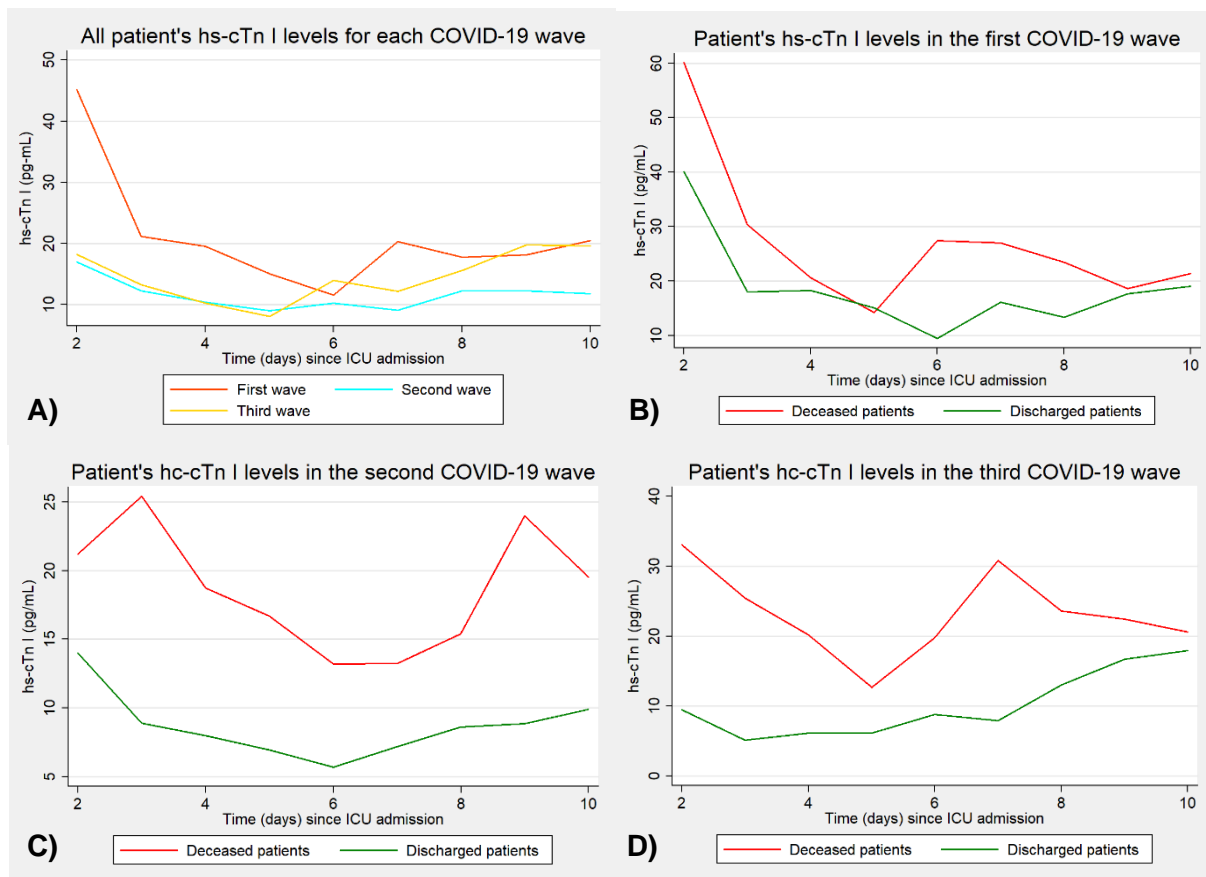 All patient's hs-cTn I levels for each COVID-19 wave
hs-cTn I (pg-mL)
50
40
30
20
10
2 4 6 8 10
Time (days) since ICU admission
First wave Second wave
Third wave
A)
Patient's hs-cTn I levels in the first COVID-19 wave
hs-cTn I (pg/mL)
60
50
40
30
20
10
2 4 6 8 10
Time (days) since ICU admission
Deceased patients Discharged patients
B)
Patient's hc-cTn I levels in the second COVID-19 wave
hs-cTn I (pg/mL)
25
20
15
10
5
2 4 6 8 10
Time (days) since ICU admission
Deceased patients Discharged patients
C)
Patient's hc-cTn I levels in the third COVID-19 wave
hs-cTn I (pg/mL)
40
30
20
10
0
2 4 6 8 10
Time (days) since ICU admission
Deceased patients Discharged patients
D)